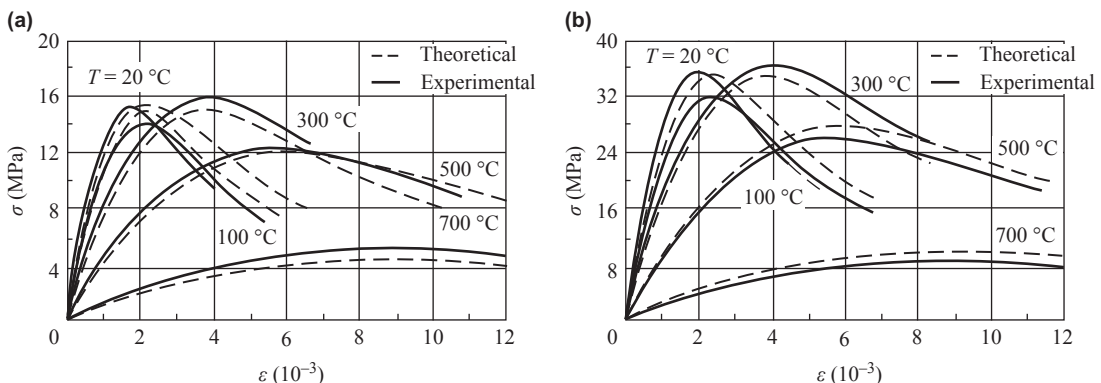 (a)
20
16
12
8
4
0
2
4
6
8
10
12
σ (MPa)
ε (10⁻³)
T = 20 °C
Theoretical
Experimental
300 °C
500 °C
700 °C
100 °C
(b)
40
32
24
16
8
0
2
4
6
8
10
12
σ (MPa)
ε (10⁻³)
T = 20 °C
Theoretical
Experimental
300 °C
500 °C
100 °C
700 °C